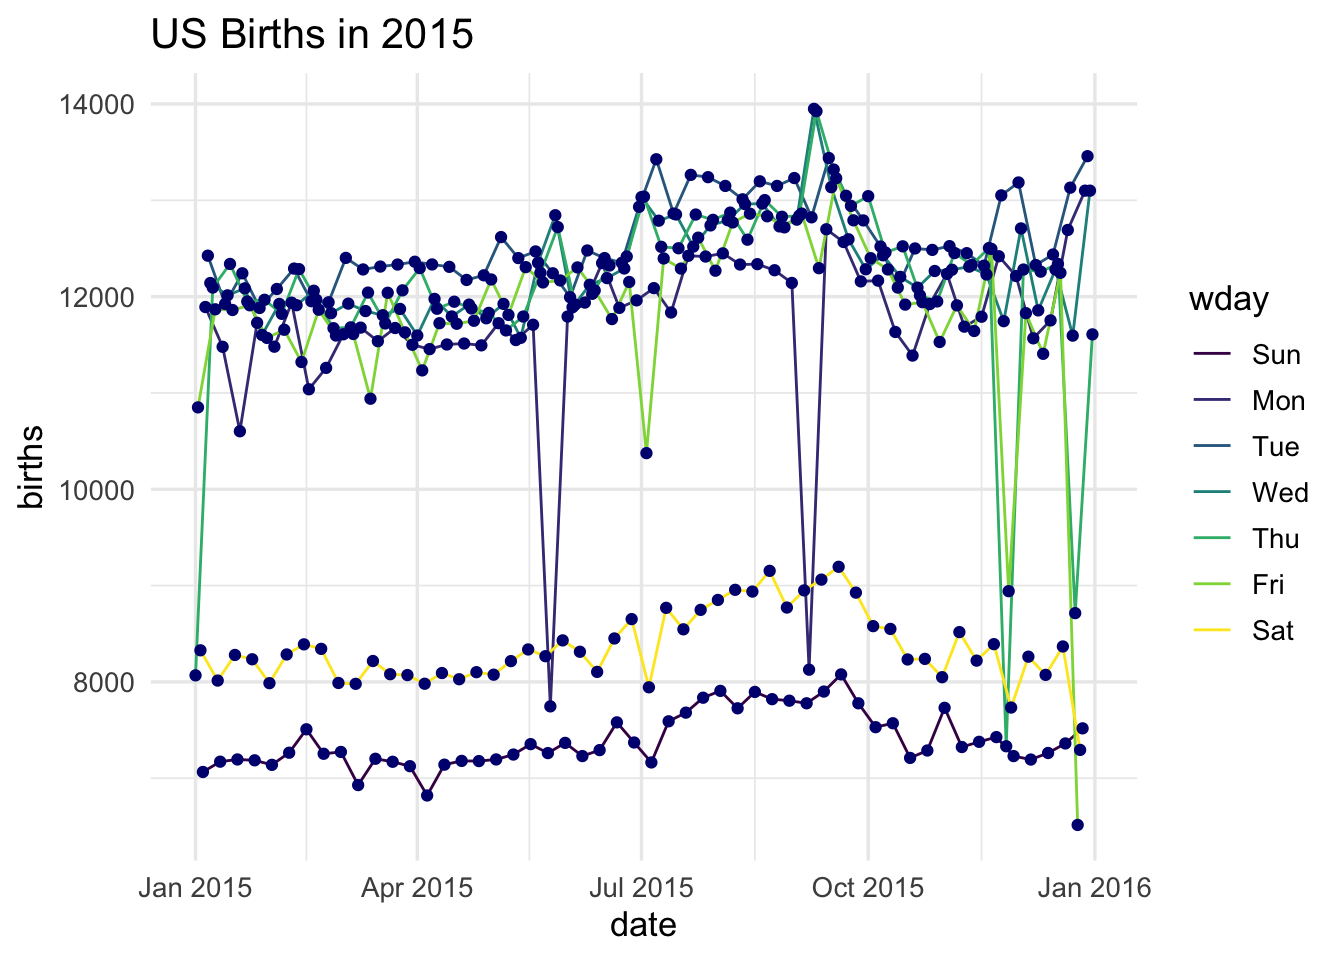 US Births in 2015
births
14000
12000
10000
8000
Jan 2015
Apr 2015
Jul 2015
Oct 2015
Jan 2016
date
wday
Sun
Mon
Tue
Wed
Thu
Fri
Sat